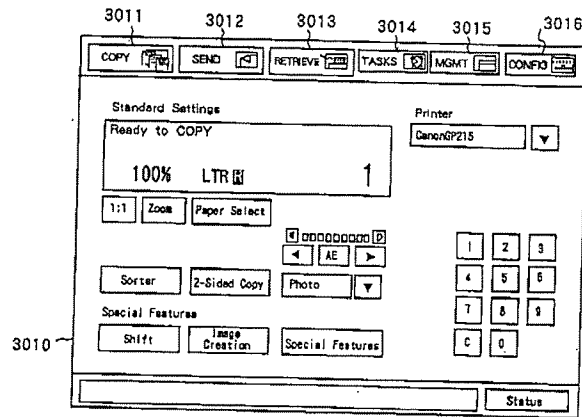 3011 3012 3013 3014 3015 3016
COPY SEND RETRIEVE TASKS MGMT CONFIG
Standard Settings
Printer
Ready to COPY
CanonGP215
100% LTR 1
1:1 Zoom Paper Select
D
AE
1 2 3
Sorter 2-Sided Copy Photo
4 5 6
Special Features
7 8 9
3010
Shift Image Creation Special Features
C 0
Status